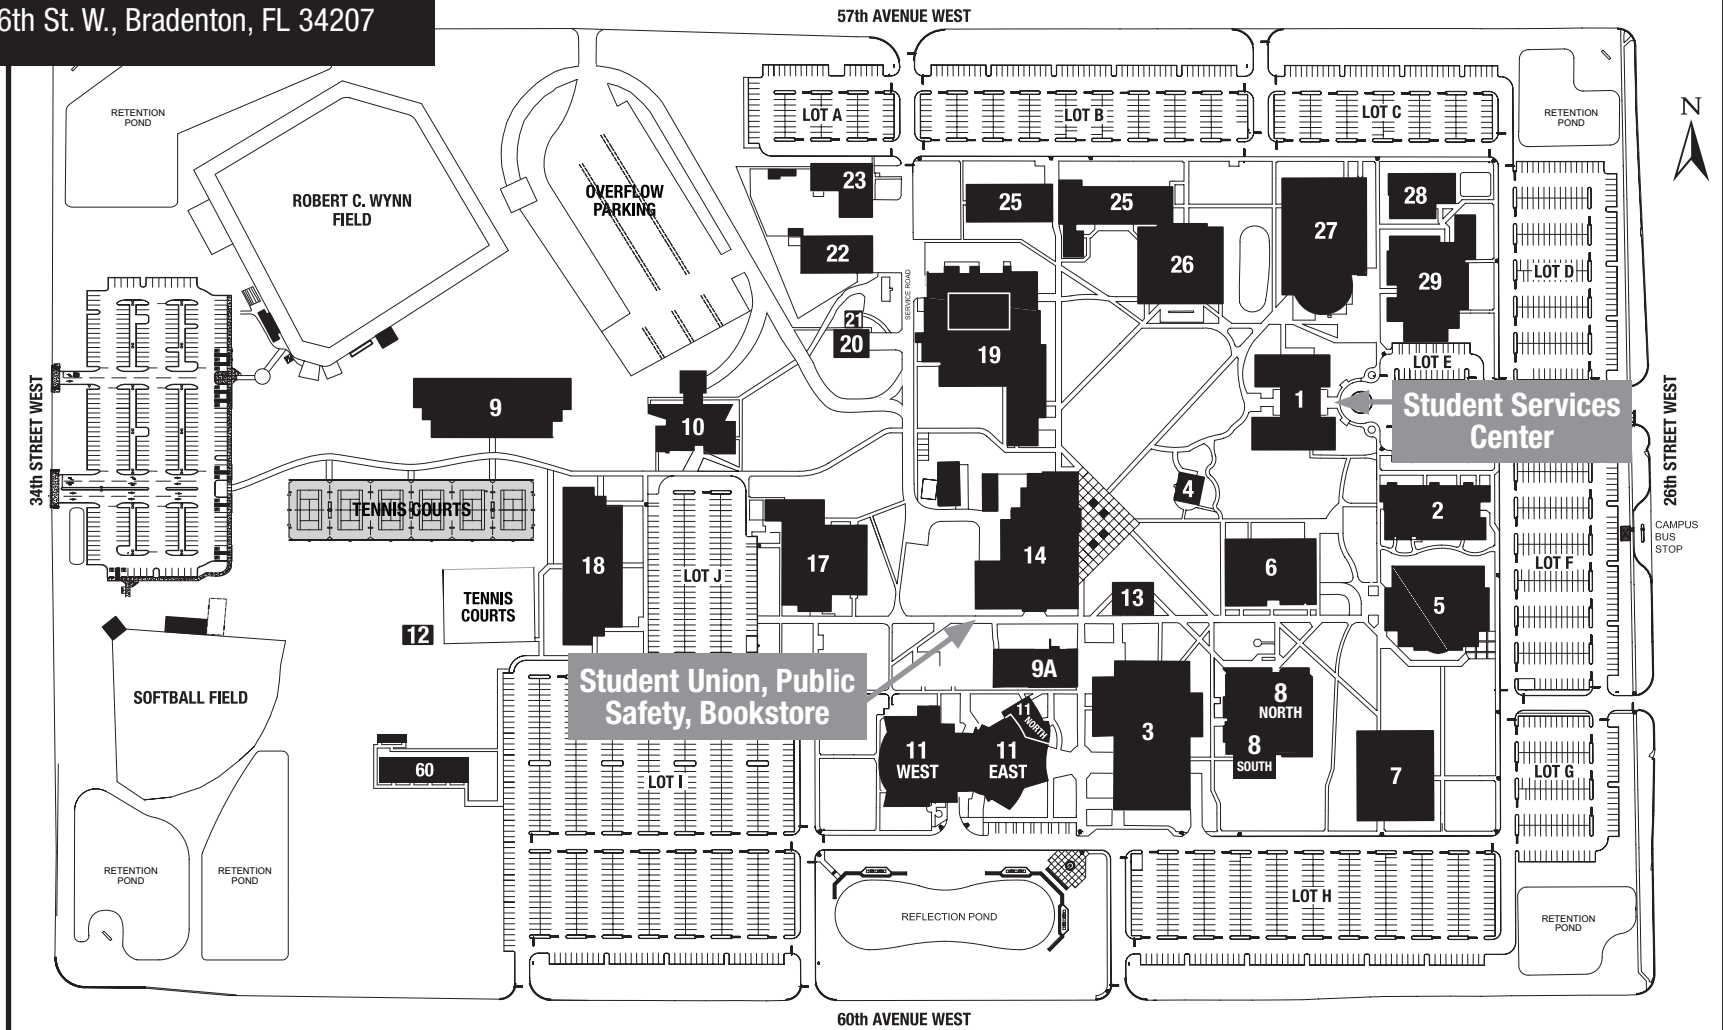 6th St. W., Bradenton, FL 34207
57th AVENUE WEST
RETENTION
POND
ROBERT C. WYNN
FIELD
OVERFLOW
PARKING
LOT A
LOT B
LOT C
RETENTION
POND
N
23
25
25
27
28
22
26
29
LOT D
SERVICE ROAD
21
20
19
LOT E
34th STREET WEST
9
10
1
Student Services
Center
26th STREET WEST
TENNIS COURTS
4
2
CAMPUS
BUS
STOP
18
LOT J
17
14
6
LOT F
TENNIS
COURTS
13
5
12
SOFTBALL FIELD
Student Union, Public
Safety, Bookstore
9A
8
NORTH
11
NORTH
3
11
WEST
11
EAST
8
SOUTH
60
LOT I
7
LOT G
RETENTION
POND
RETENTION
POND
REFLECTION POND
LOT H
RETENTION
POND
60th AVENUE WEST